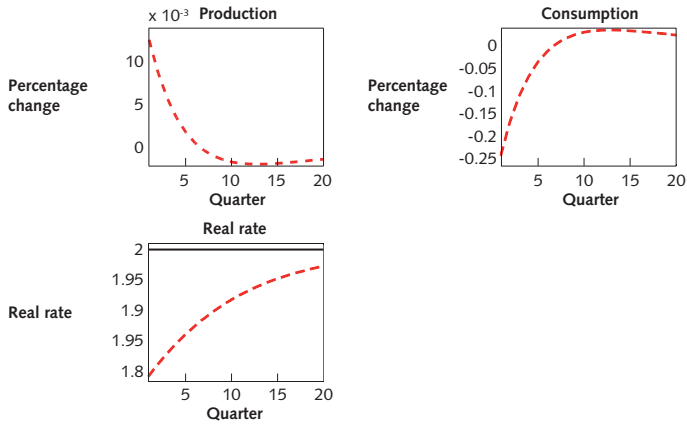 x 10-3 Production
Percentage
change
10
5
0
5 10 15 20
Quarter
Consumption
Percentage
change
0
-0.05
-0.1
-0.15
-0.2
-0.25
5 10 15 20
Quarter
Real rate
Real rate
2
1.95
1.9
1.95
1.8
5 10 15 20
Quarter